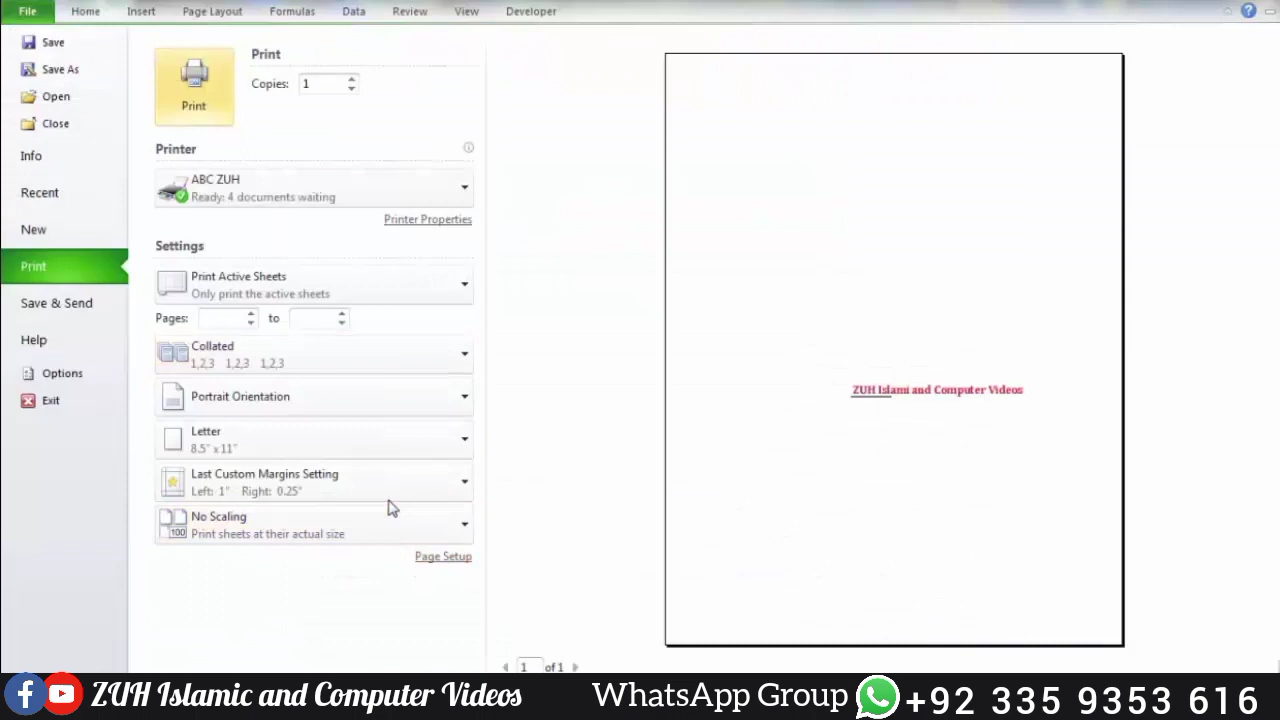 File Home Insert Page Layout Formulas Data Review View Developer
Save
Save As
Open
Close
Info
Recent
New
Print
Save & Send
Help
Options
Exit
Print
Print
Copies: 1
Printer
ABC ZUH
Ready: 4 documents waiting
Printer Properties
Settings
Print Active Sheets
Only print the active sheets
Pages: to
Collated
1,2,3 1,2,3 1,2,3
Portrait Orientation
Letter
8.5" x 11"
Last Custom Margins Setting
Left: 1" Right: 0.25"
No Scaling
100
Print sheets at their actual size
Page Setup
ZUH Islami and Computer Videos
1 of 1
ZUH Islamic and Computer Videos WhatsApp Group +92 335 9353 616